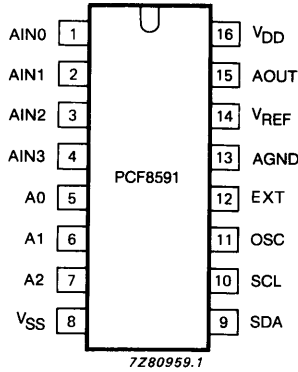 AIN0 1 16 VDD
AIN1 2 15 AOUT
AIN2 3 14 VREF
AIN3 4 13 AGND
PCF8591
A0 5 12 EXT
A1 6 11 OSC
A2 7 10 SCL
VSS 8 9 SDA
7Z80959.1